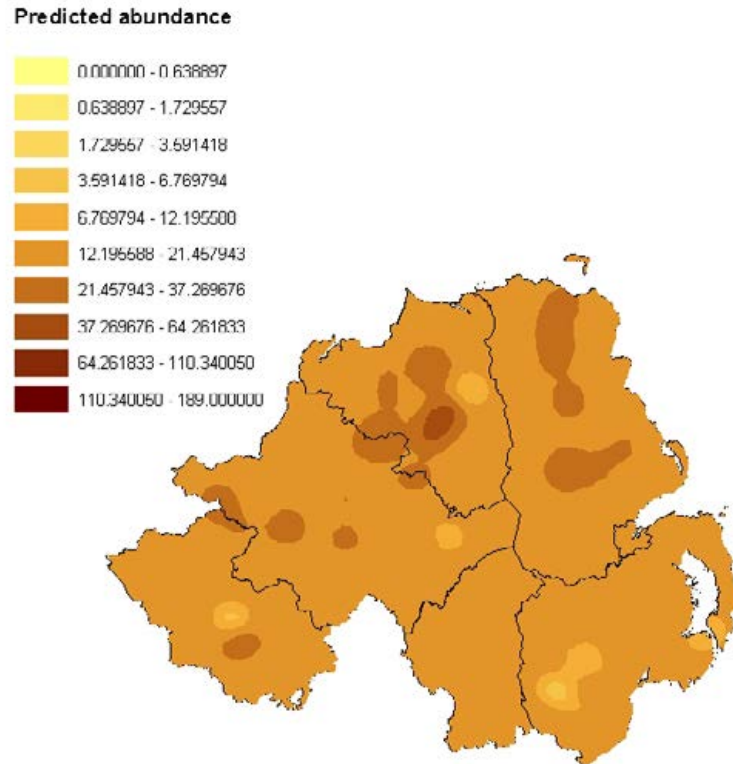 Predicted abundance
0.000000 - 0.638897
0.638897 - 1.729557
1.729557 - 3.591418
3.591418 - 6.769794
6.769794 - 12.195500
12.195588 - 21.457943
21.457943 - 37.269676
37.269676 - 64.261833
64.261833 - 110.340050
110.340050 - 189.000000